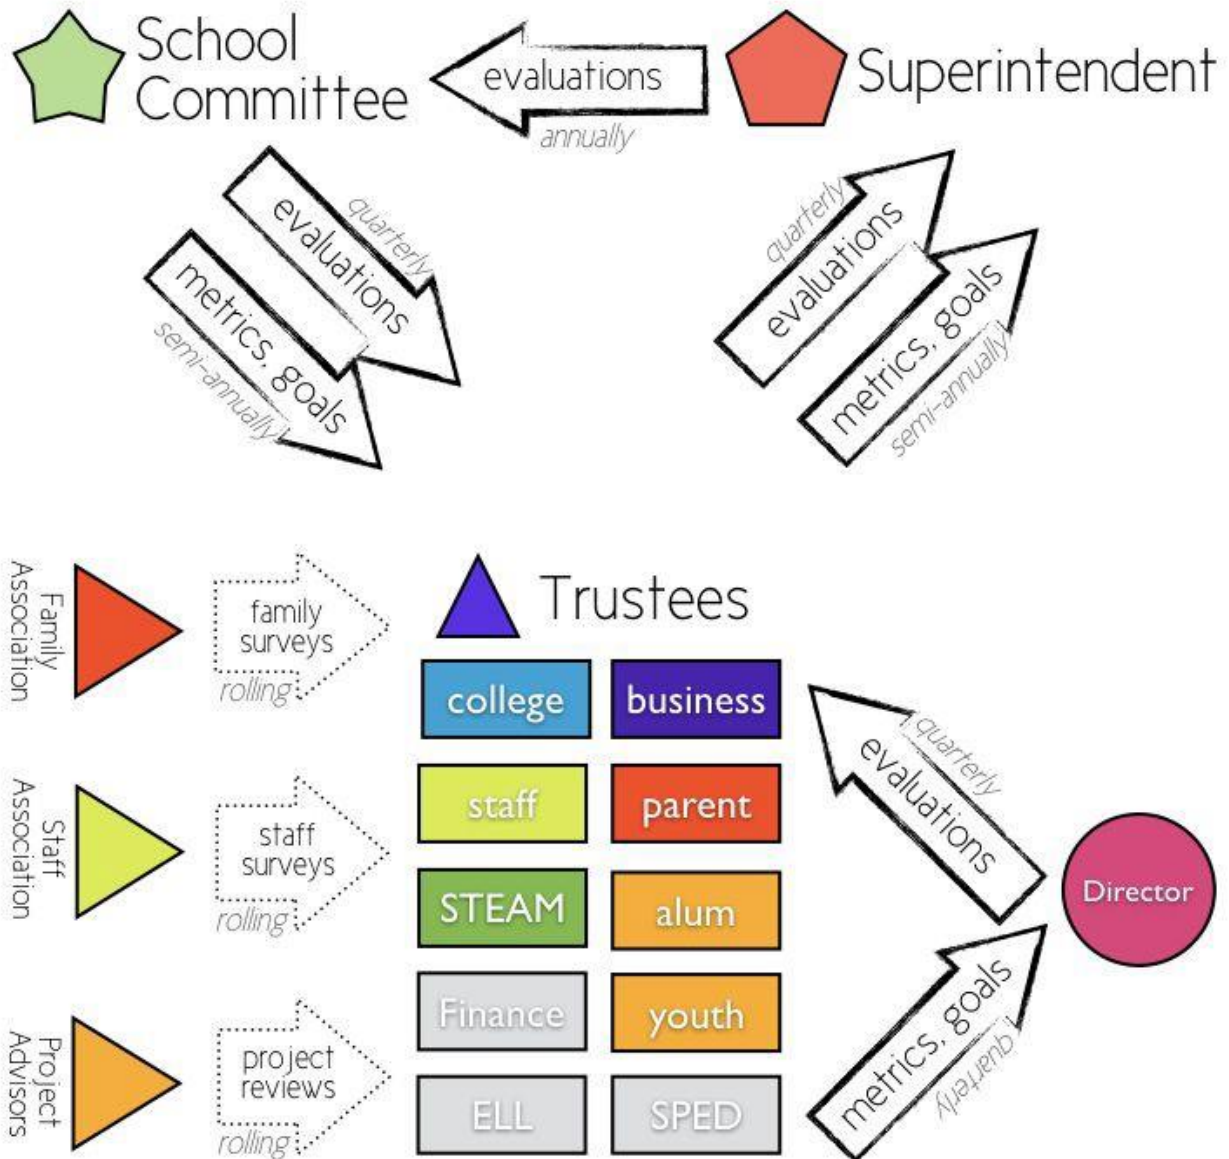 School
Committee
evaluations
annually
Superintendent
quarterly
evaluations
metrics, goals
semi-annually
quarterly
evaluations
metrics, goals
semi-annually
Family
Association
family
surveys
rolling
Trustees
college
business
staff
parent
STEAM
alum
Finance
youth
ELL
SPED
Staff
Association
staff
surveys
rolling
Project
Advisors
project
reviews
rolling
quarterly
evaluations
Director
metrics, goals
quarterly